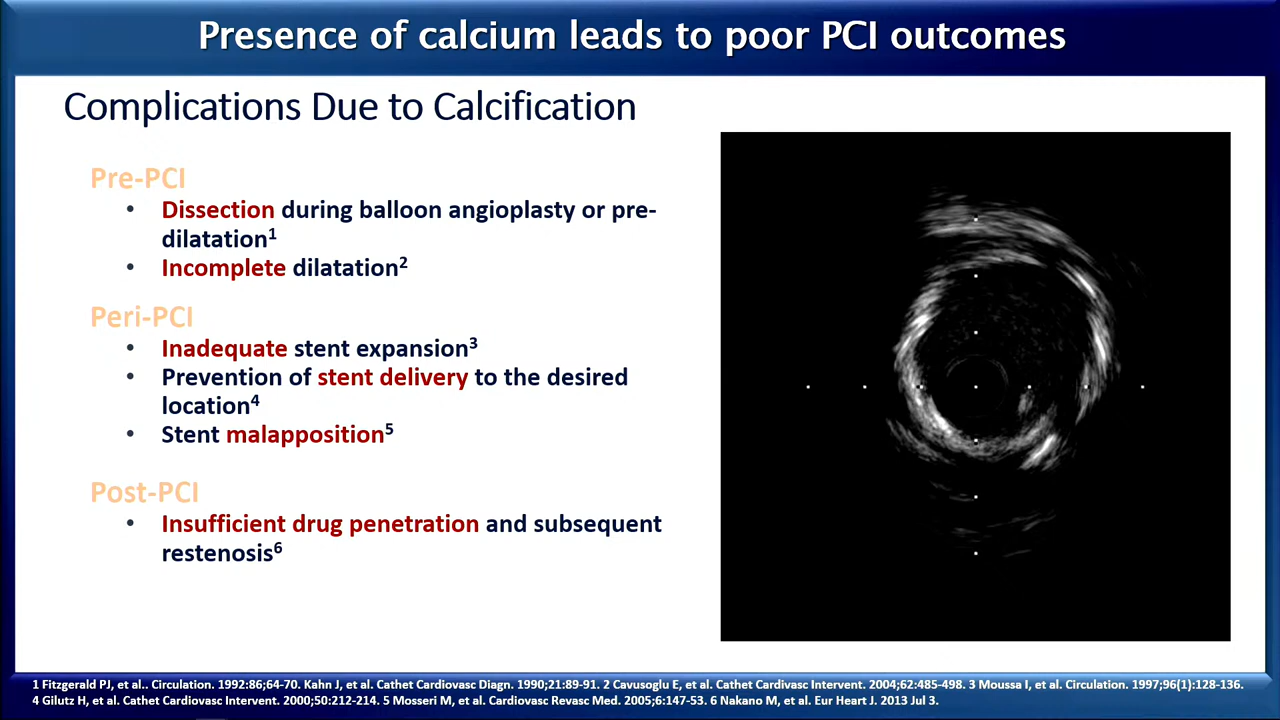 Presence of calcium leads to poor PCI outcomes
Complications Due to Calcification
Pre-PCI
• Dissection during balloon angioplasty or pre-
dilatation1
• Incomplete dilatation2
Peri-PCI
• Inadequate stent expansion3
• Prevention of stent delivery to the desired
location4
• Stent malapposition5
Post-PCI
• Insufficient drug penetration and subsequent
restenosis6
1 Fitzgerald PJ, et al.. Circulation. 1992:86;64-70. Kahn J, et al. Cathet Cardiovasc Diagn. 1990;21:89-91. 2 Cavusoglu E, et al. Cathet Cardivasc Intervent. 2004;62:485-498. 3 Moussa I, et al. Circulation. 1997;96(1):128-136.
4 Gilutz H, et al. Cathet Cardiovasc Intervent. 2000;50:212-214. 5 Mosseri M, et al. Cardiovasc Revasc Med. 2005;6:147-53. 6 Nakano M, et al. Eur Heart J. 2013 Jul 3.